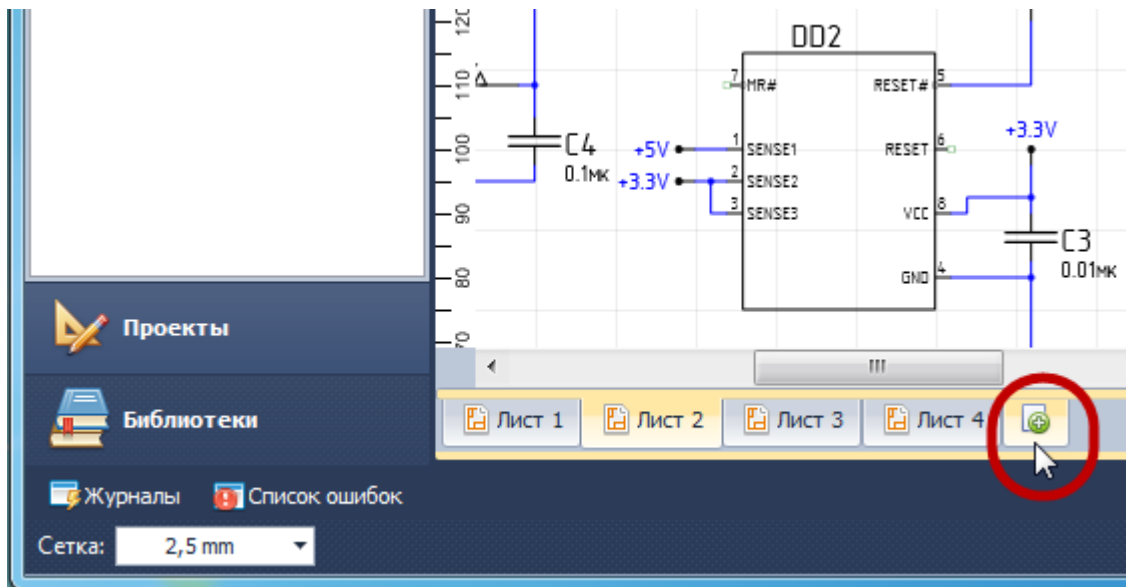 120
DD2
110
7
MR#
RESET#
5
100
C4
0.1мк
+5V
1
SENSE1
RESET
6
+3.3V
+3.3V
2
SENSE2
90
3
SENSE3
VCC
8
C3
0.01мк
80
GND
4
70
Проекты
Библиотеки
Лист 1
Лист 2
Лист 3
Лист 4
Журналы
Список ошибок
Сетка:
2,5 mm